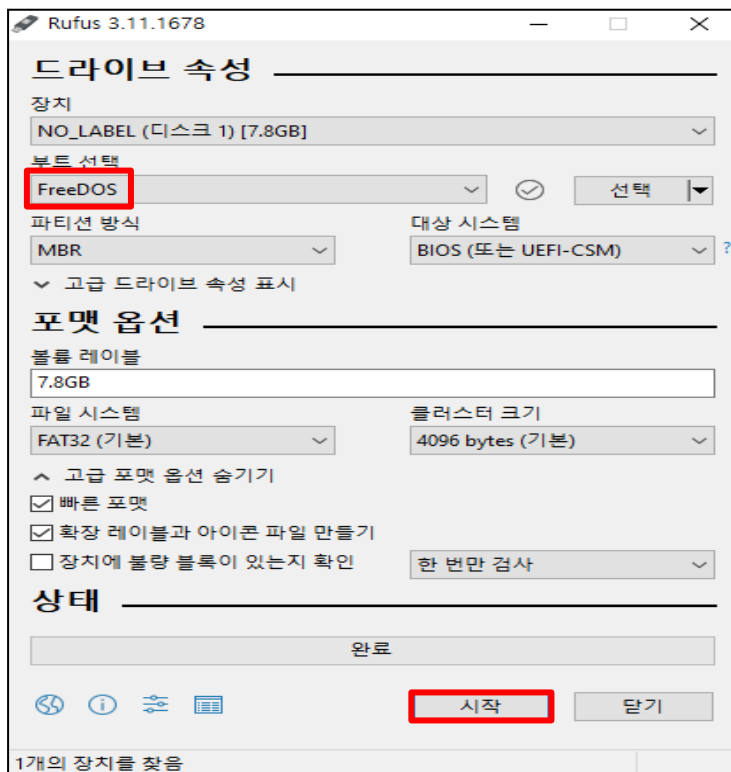 Rufus 3.11.1678
드라이브 속성
장치
NO_LABEL (디스크 1) [7.8GB]
부트 선택
FreeDOS
선택
파티션 방식
대상 시스템
MBR
BIOS (또는 UEFI-CSM)
?
고급 드라이브 속성 표시
포맷 옵션
볼륨 레이블
7.8GB
파일 시스템
클러스터 크기
FAT32 (기본)
4096 bytes (기본)
고급 포맷 옵션 숨기기
빠른 포맷
확장 레이블과 아이콘 파일 만들기
장치에 불량 블록이 있는지 확인
한 번만 검사
상태
완료
시작
닫기
1개의 장치를 찾음